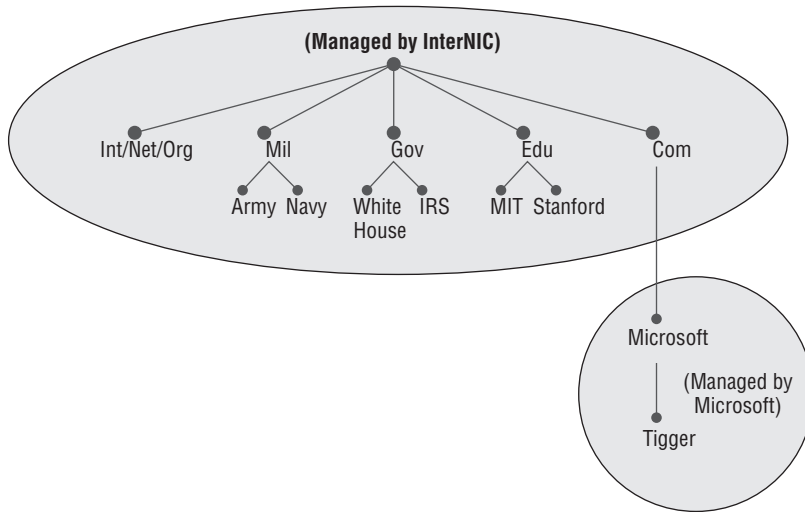 (Managed by InterNIC)
Int/Net/Org Mil Gov Edu Com
Army Navy White IRS MIT Stanford
House
Microsoft
(Managed by
Microsoft)
Tigger